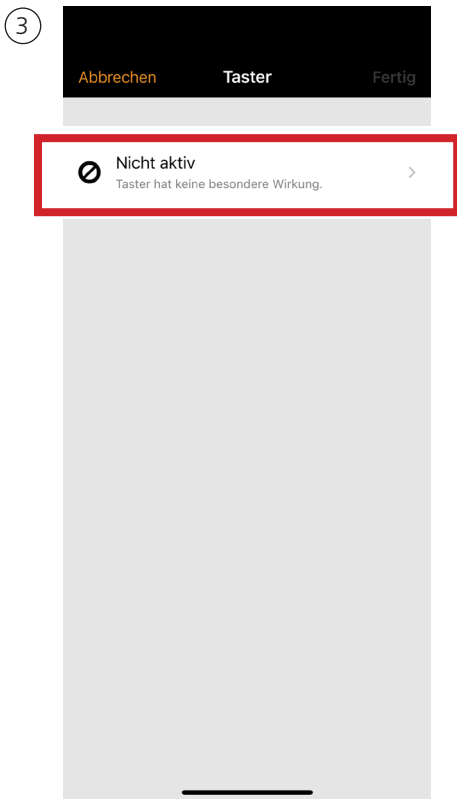 3
Abbrechen Taster Fertig
Nicht aktiv
Taster hat keine besondere Wirkung.